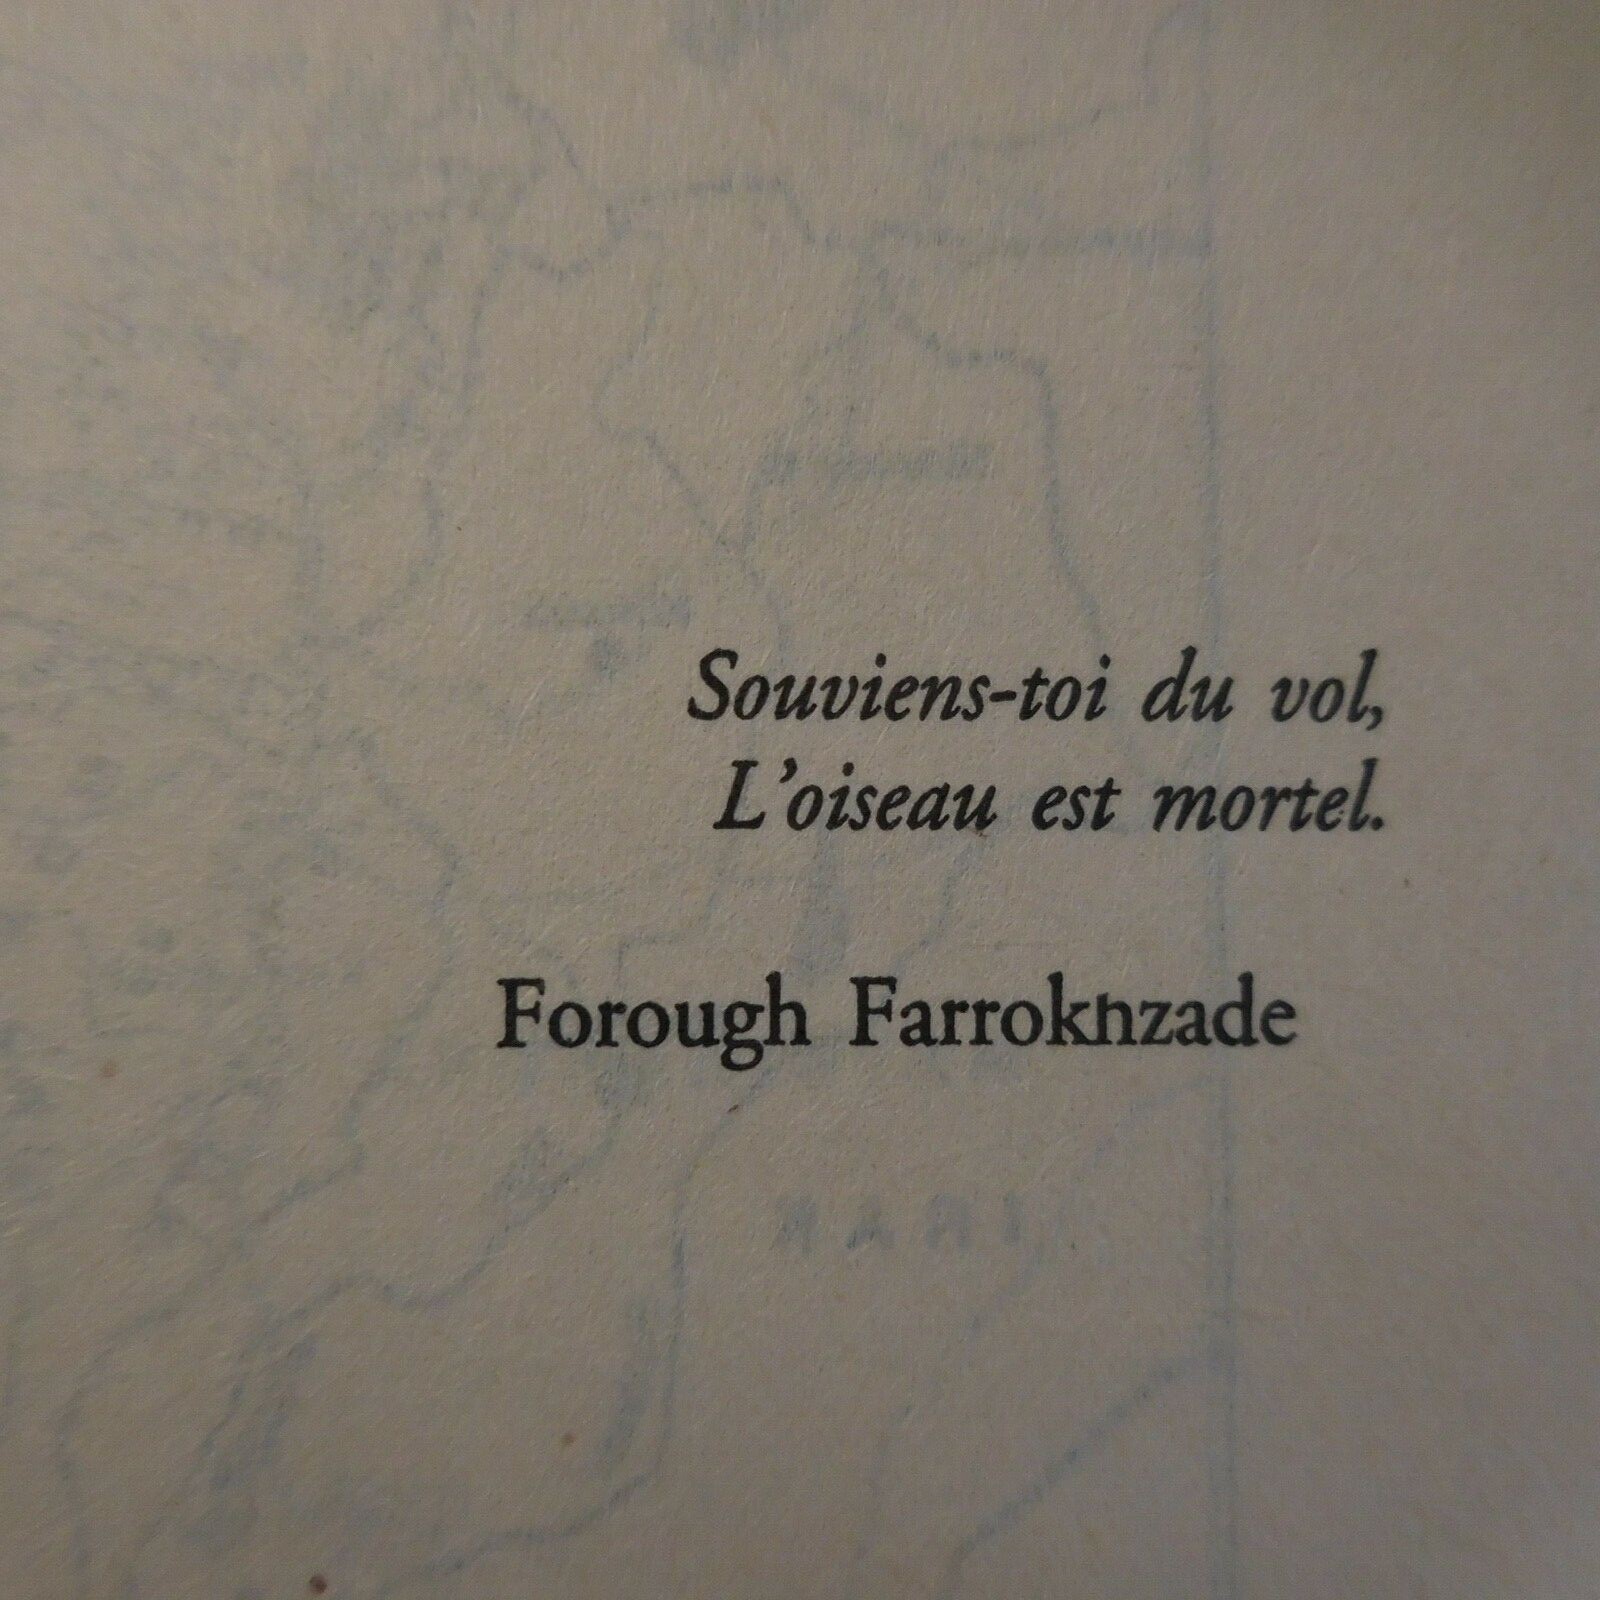 Souviens-toi du vol,
L'oiseau est mortel.
Forough Farrokhzade